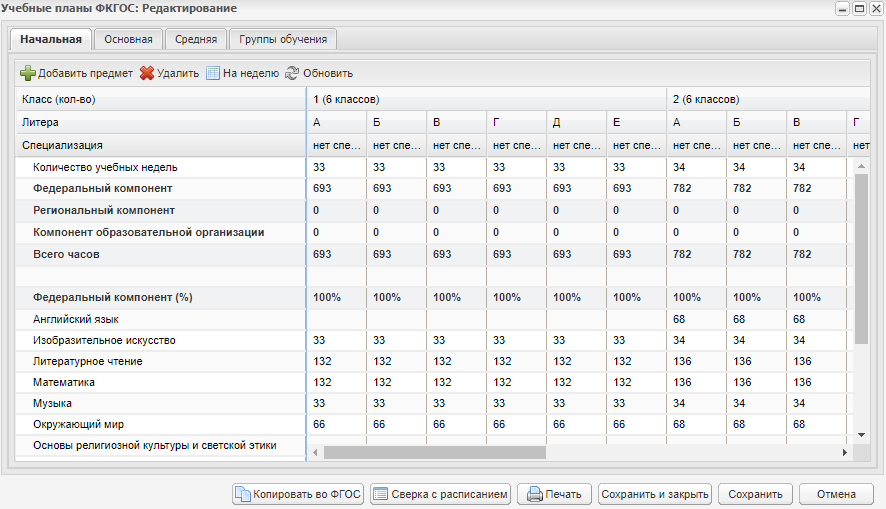 Учебные планы ФКГОС: Редактирование
Начальная Основная Средняя Группы обучения
Добавить предмет Удалить На неделю Обновить
Класс (кол-во) 1 (6 классов) 2 (6 классов)
Литера А Б В Г Д Е А Б В Г
Специализация нет спе... нет спе... нет спе... нет спе... нет спе... нет спе... нет спе... нет спе... нет спе... нет
Количество учебных недель 33 33 33 33 33 33 34 34 34
Федеральный компонент 693 693 693 693 693 693 782 782 782
Региональный компонент 0 0 0 0 0 0 0 0 0
Компонент образовательной организации 0 0 0 0 0 0 0 0 0
Всего часов 693 693 693 693 693 693 782 782 782
Федеральный компонент (%) 100% 100% 100% 100% 100% 100% 100% 100% 100%
Английский язык 68 68 68
Изобразительное искусство 33 33 33 33 33 33 34 34 34
Литературное чтение 132 132 132 132 132 132 136 136 136
Математика 132 132 132 132 132 132 136 136 136
Музыка 33 33 33 33 33 33 34 34 34
Окружающий мир 66 66 66 66 66 66 68 68 68
Основы религиозной культуры и светской этики
Копировать во ФГОС Сверка с расписанием Печать Сохранить и закрыть Сохранить Отмена